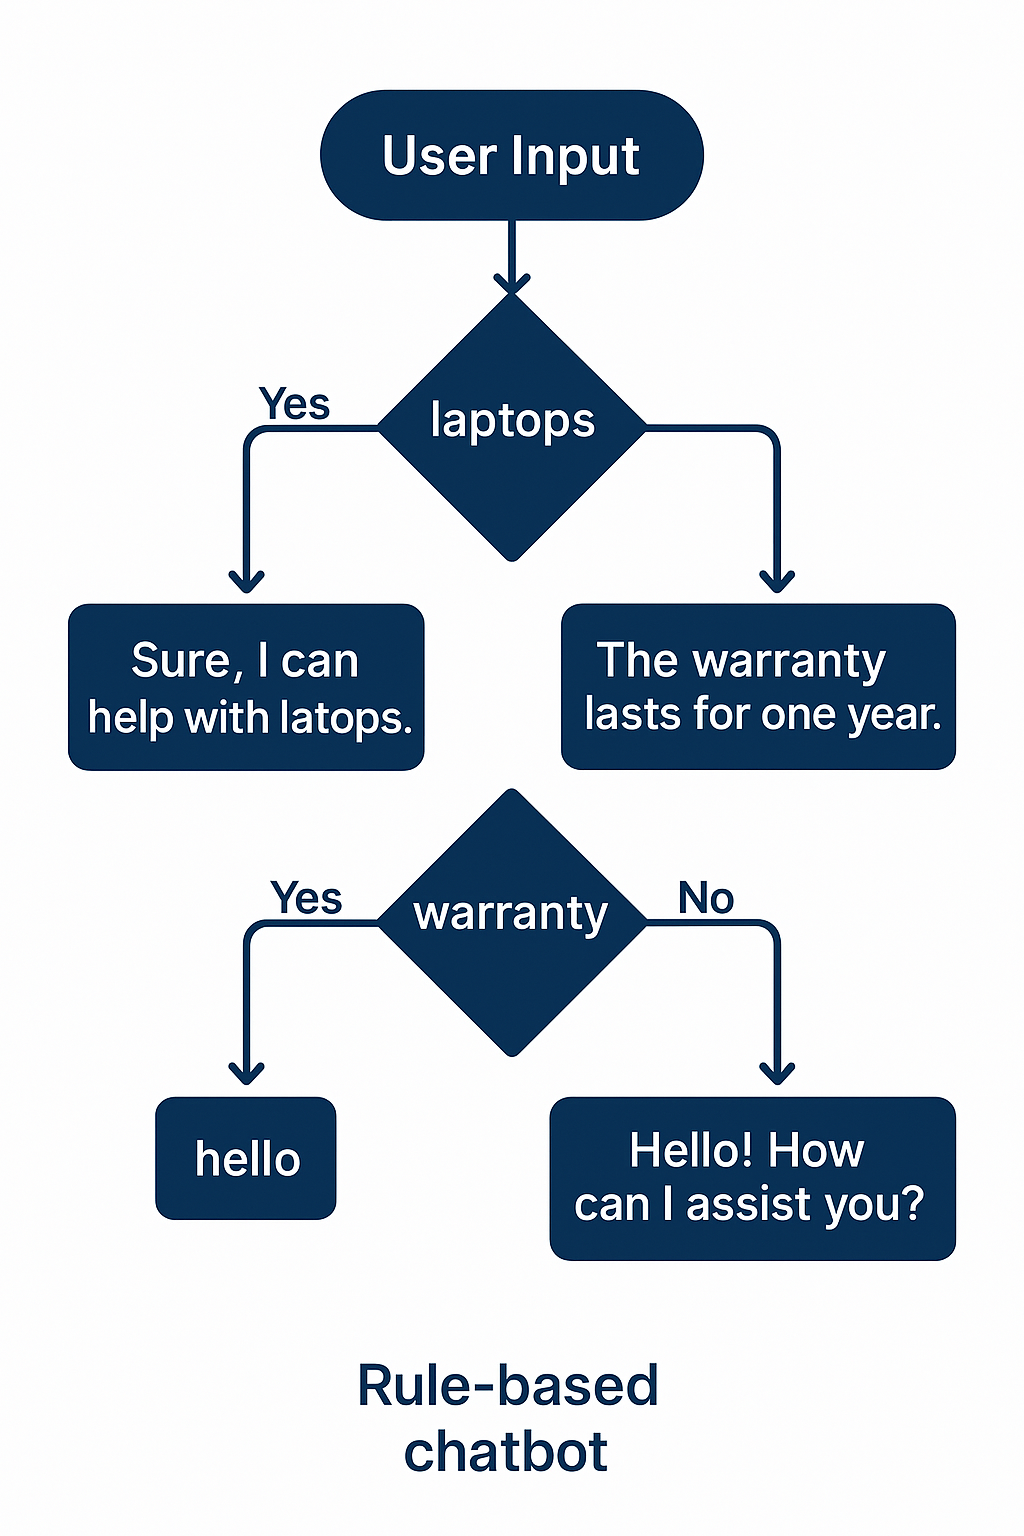 User Input
laptops
Yes
Sure, I can
help with latops.
The warranty
lasts for one year.
warranty
Yes
No
hello
Hello! How
can I assist you?
Rule-based
chatbot